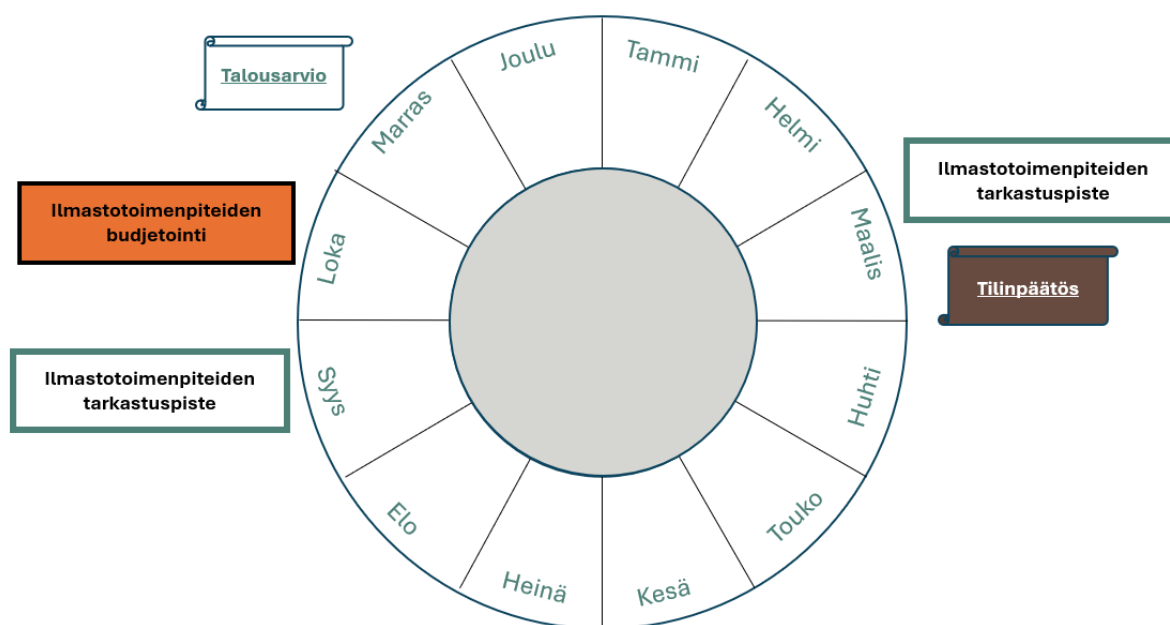 Talousarvio
Ilmastotoimenpiteiden
budjetointi
Ilmastotoimenpiteiden
tarkastuspiste
Tammi
Helmi
Maalis
Huhti
Touko
Kesä
Heinä
Elo
Syys
Loka
Marras
Joulu
Ilmastotoimenpiteiden
tarkastuspiste
Tilinpäätös